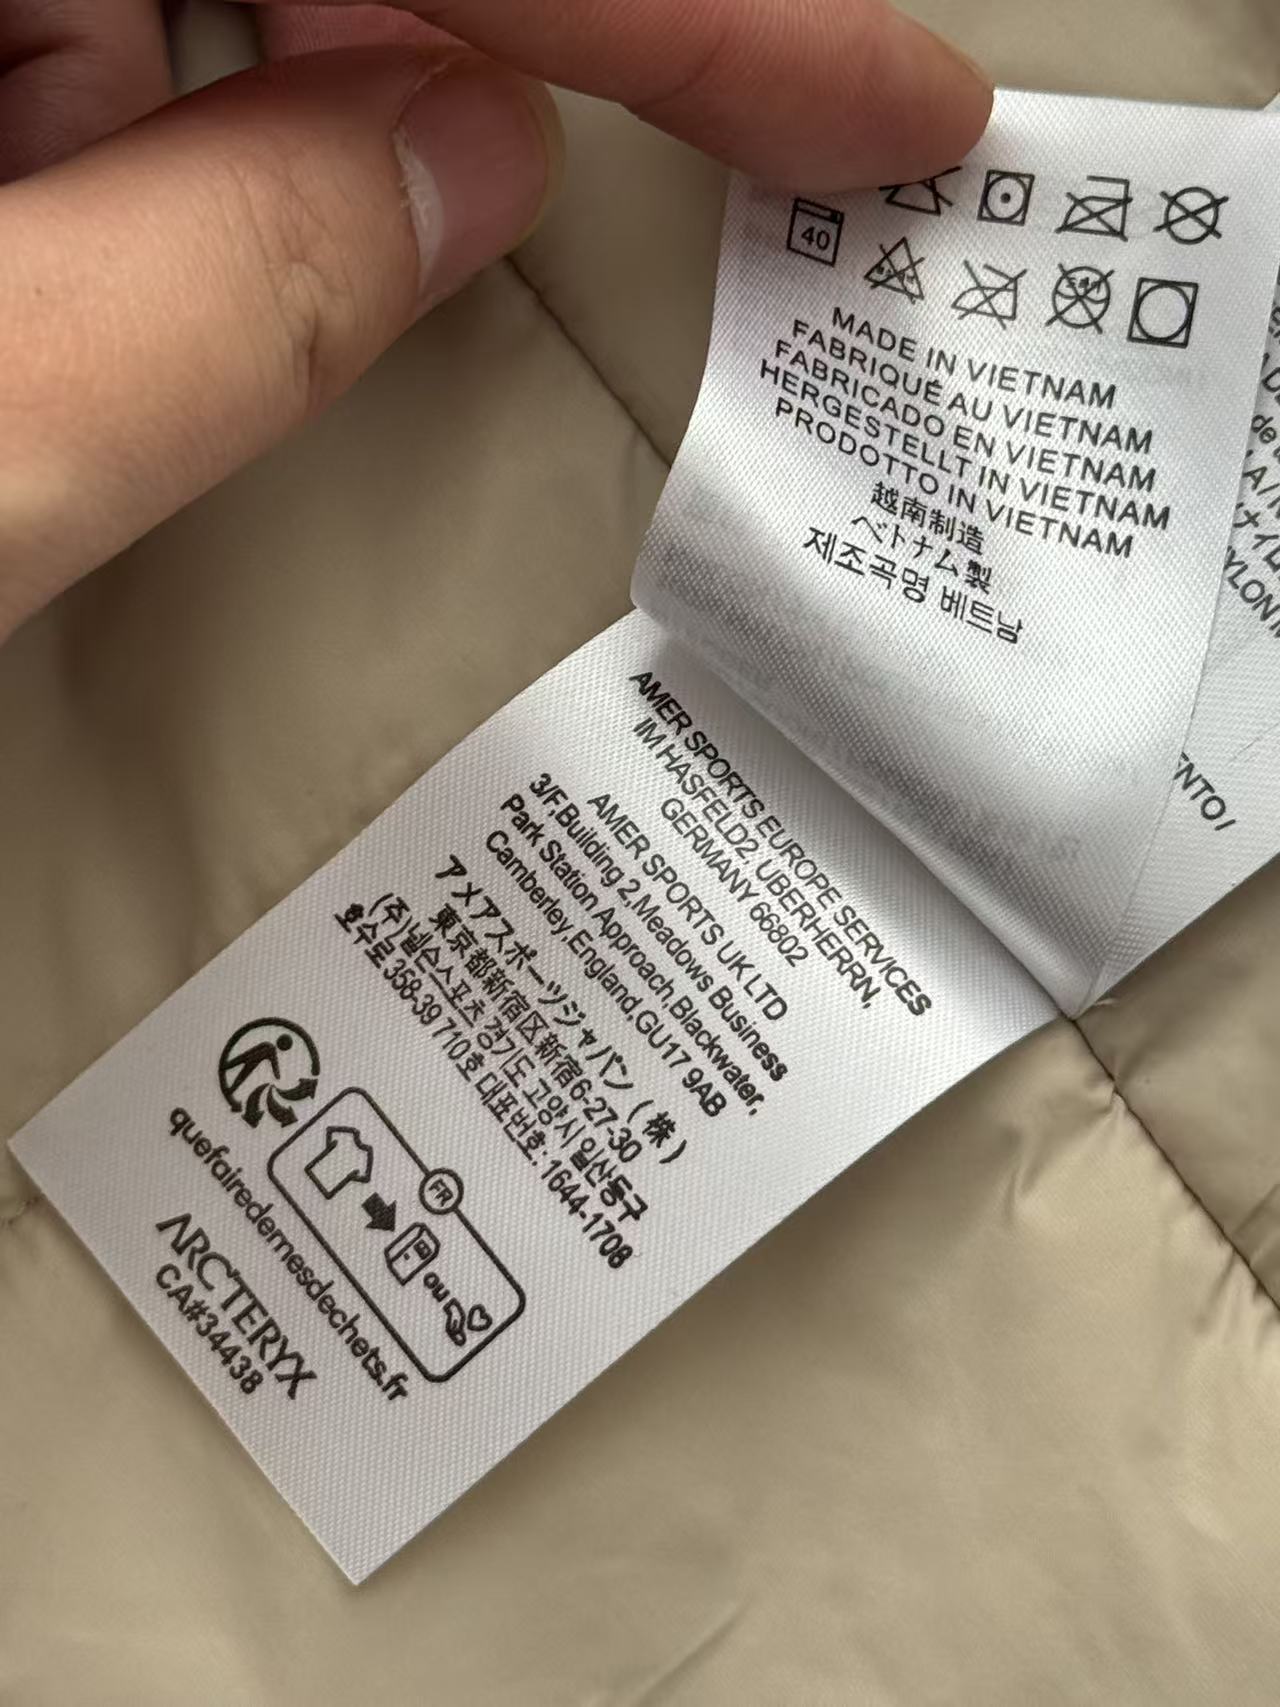 40
MADE IN VIETNAM
FABRIQUÉ AU VIETNAM
FABRICADO EN VIETNAM
HERGESTELLT IN VIETNAM
PRODOTTO IN VIETNAM
越南制造
ベトナム製
제조곡명 베트남
AMER SPORTS EUROPE SERVICES
IM HASFELD2, UBERHERRN,
GERMANY 66802
AMER SPORTS UK LTD
3/F,Building 2,Meadows Business
Park Station Approach,Blackwater,
Camberley,England,GU17 9AB
アメアスポーツジャパン（株）
東京都新宿区新宿6-27-30
(주)넬슨스포츠 경기도 고양시 일산동구
호수로 358-39 710호 대표번호: 1644-1708
FR
ou
quefairedemesdechets.fr
ARC'TERYX
CA#34438
ENTO/